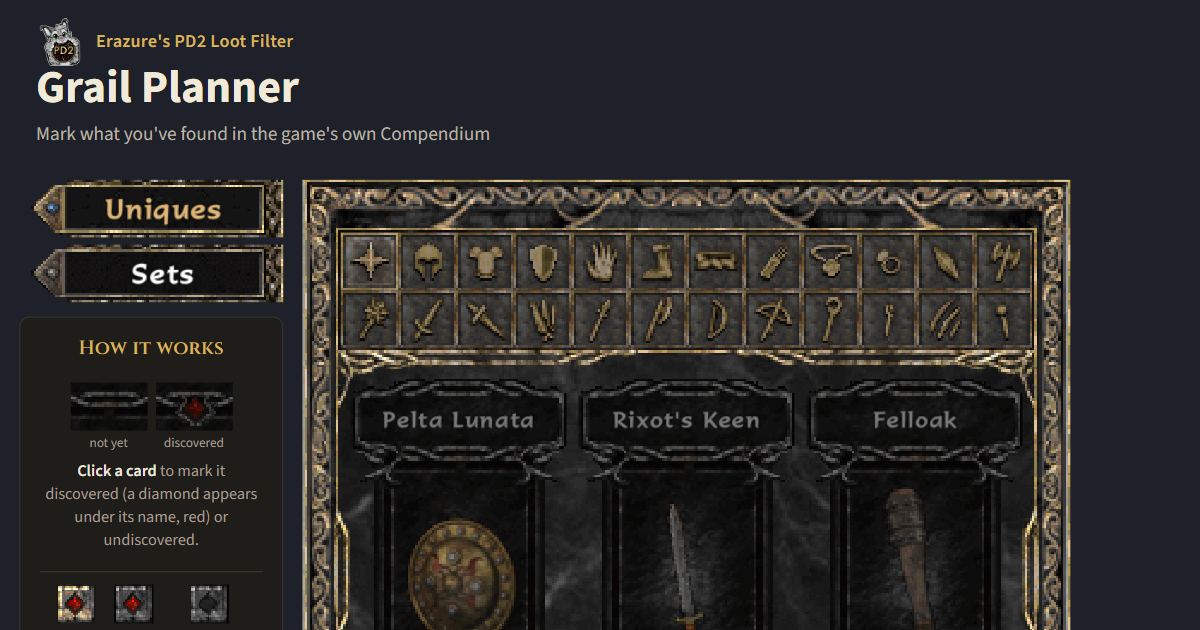 PD2
Erazure's PD2 Loot Filter
Grail Planner
Mark what you've found in the game's own Compendium
Uniques
Sets
How it works
not yet
discovered
Click a card to mark it
discovered (a diamond appears
under its name, red) or
undiscovered.
Pelta Lunata
Rixot's Keen
Felloak